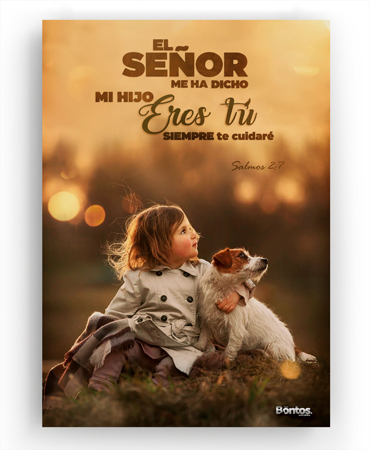 EL
SEÑOR
ME HA DICHO
MI HIJO
Eres tú
SIEMPRE te cuidaré
Salmos 2:7
Bontos.